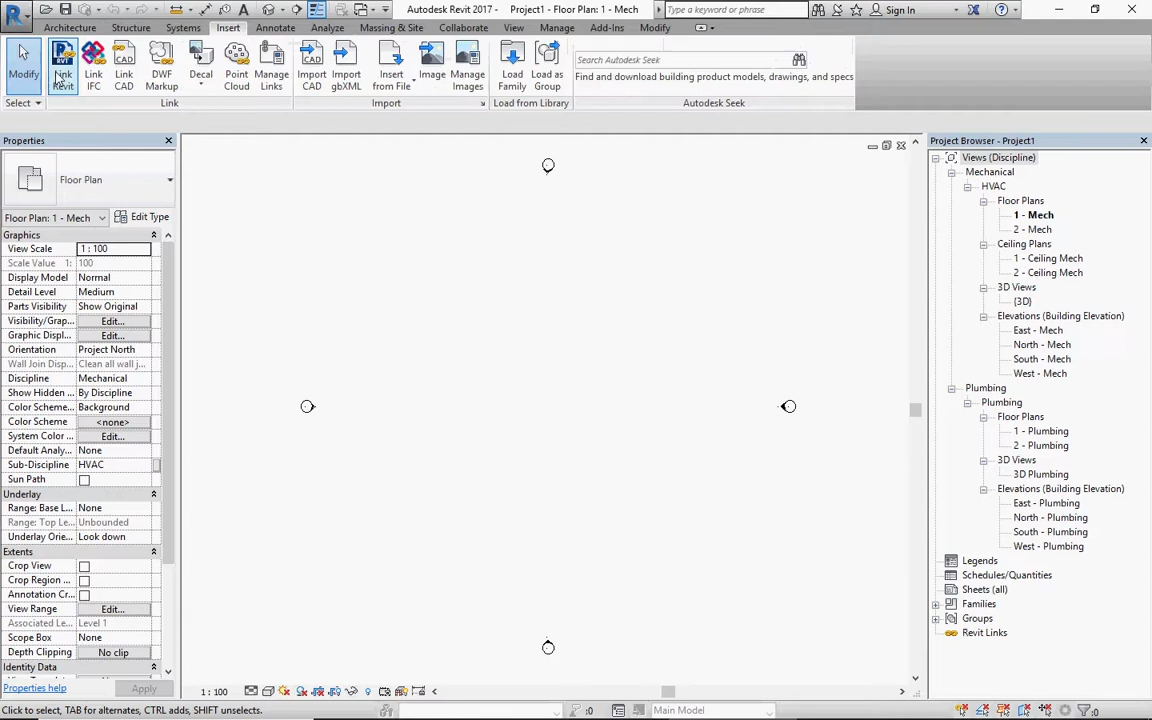 Autodesk Revit 2017 - Project1 - Floor Plan: 1 - Mech
Type a keyword or phrase
Sign In
Architecture Structure Systems Insert Annotate Analyze Massing & Site Collaborate View Manage Add-Ins Modify
Modify
Link Revit
Link IFC
Link CAD
DWF Markup
Decal
Point Cloud
Manage Links
Import CAD
Import gbXML
Insert from File
Image
Manage Images
Load Family
Load as Group
Search Autodesk Seek
Find and download building product models, drawings, and specs
Select Link Import Load from Library Autodesk Seek
Properties
Floor Plan
Floor Plan: 1 - Mech Edit Type
Graphics
View Scale 1 : 100
Scale Value 1: 100
Display Model Normal
Detail Level Medium
Parts Visibility Show Original
Visibility/Grap... Edit...
Graphic Displ... Edit...
Orientation Project North
Wall Join Disp... Clean all wall j...
Discipline Mechanical
Show Hidden ... By Discipline
Color Scheme... Background
Color Scheme <none>
System Color ... Edit...
Default Analy... None
Sub-Discipline HVAC
Sun Path
Underlay
Range: Base L... None
Range: Top Le... Unbounded
Underlay Orie... Look down
Extents
Crop View
Crop Region ...
Annotation Cr...
View Range Edit...
Associated Le... Level 1
Scope Box None
Depth Clipping No clip
Identity Data
Properties help Apply
Project Browser - Project1
Views (Discipline)
Mechanical
HVAC
Floor Plans
1 - Mech
2 - Mech
Ceiling Plans
1 - Ceiling Mech
2 - Ceiling Mech
3D Views
{3D}
Elevations (Building Elevation)
East - Mech
North - Mech
South - Mech
West - Mech
Plumbing
Plumbing
Floor Plans
1 - Plumbing
2 - Plumbing
3D Views
3D Plumbing
Elevations (Building Elevation)
East - Plumbing
North - Plumbing
South - Plumbing
West - Plumbing
Legends
Schedules/Quantities
Sheets (all)
Families
Groups
Revit Links
1 : 100
Click to select, TAB for alternates, CTRL adds, SHIFT unselects.
:0
Main Model
:0